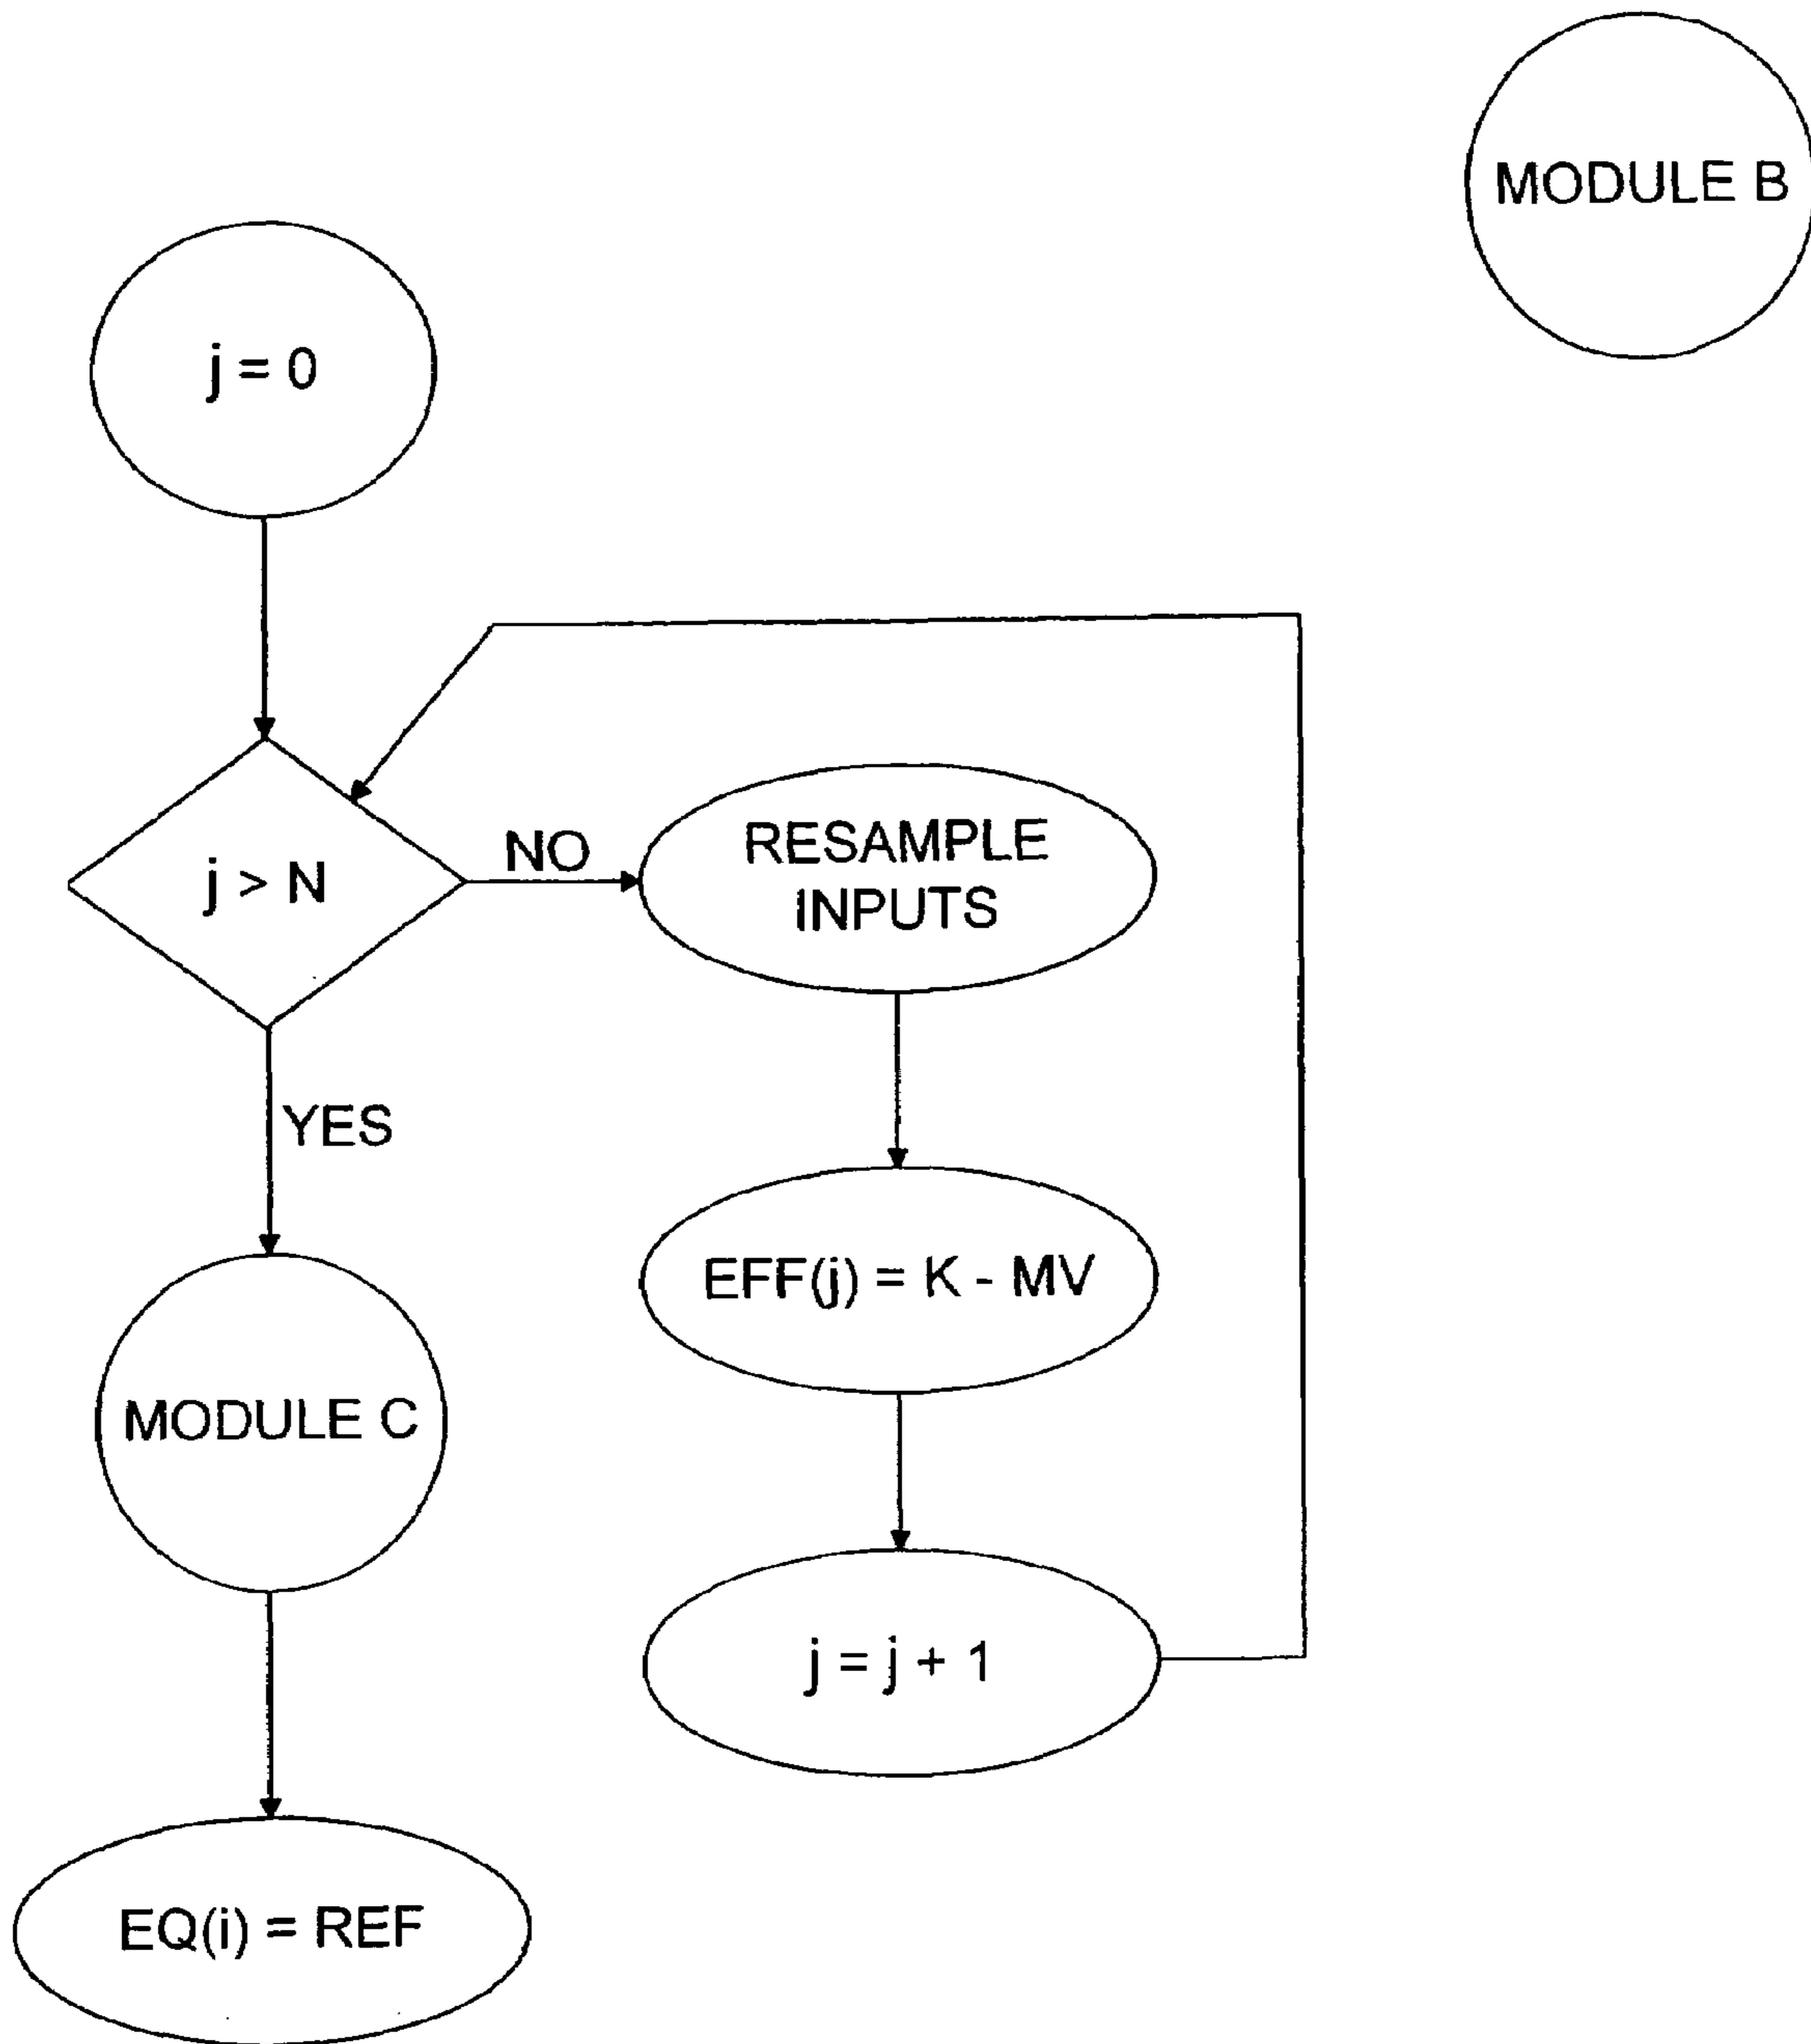 MODULE B
j = 0
j > N
NO
RESAMPLE
INPUTS
YES
EFF(j) = K - MV
MODULE C
j = j + 1
EQ(i) = REF